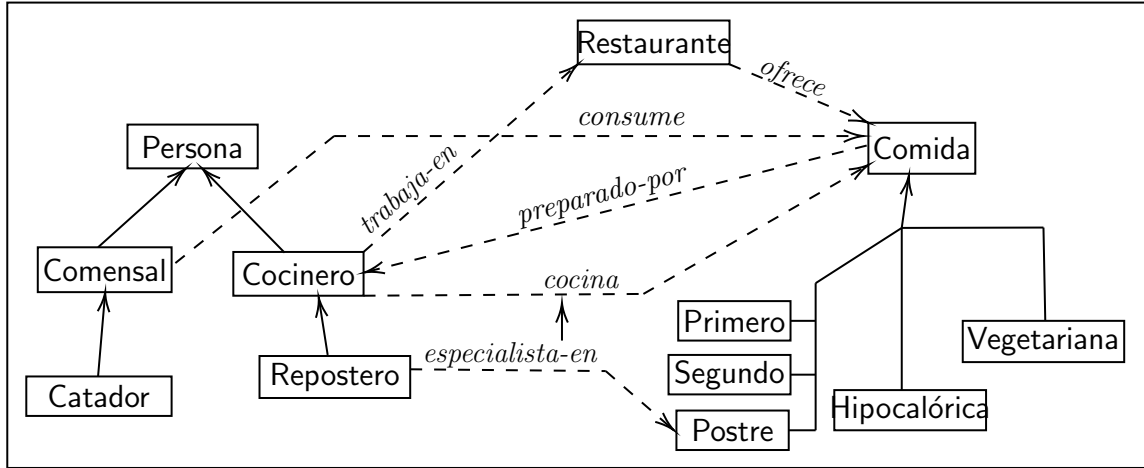 Restaurante
ofrece
consume
Persona
Comida
trabaja-en
preparado-por
Comensal
Cocinero
cocina
Primero
Vegetariana
especialista-en
Repostero
Segundo
Catador
Hipocalórica
Postre